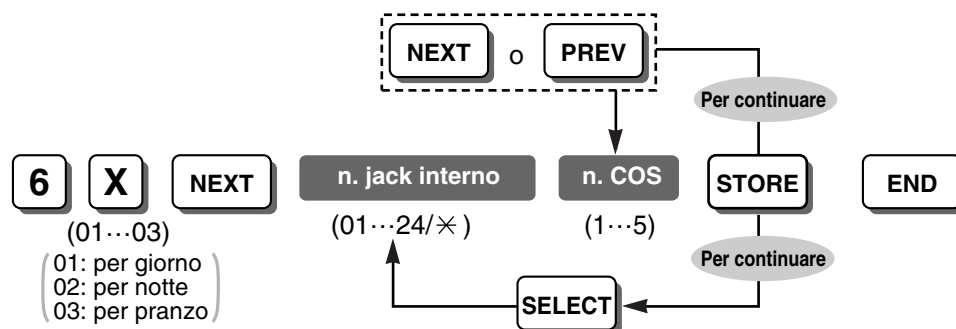 NEXT o PREV
Per continuare
6 X NEXT n. jack interno n. COS STORE END
(01···03) (01···24/✳) (1···5)
Per continuare
01: per giorno
02: per notte
03: per pranzo
SELECT